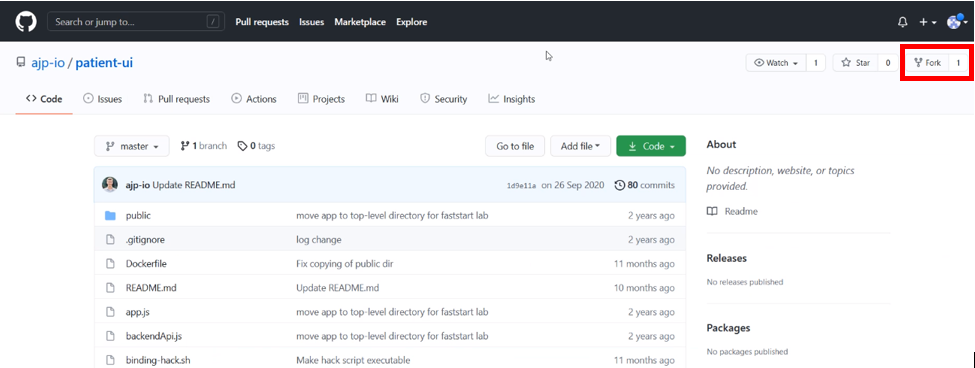 Search or jump to... / Pull requests Issues Marketplace Explore
ajp-io / patient-ui Watch 1 Star 0 Fork 1
Code Issues Pull requests Actions Projects Wiki Security Insights
master 1 branch 0 tags Go to file Add file Code
ajp-io Update README.md 1d9e11a on 26 Sep 2020 80 commits
public move app to top-level directory for faststart lab 2 years ago
.gitignore log change 2 years ago
Dockerfile Fix copying of public dir 11 months ago
README.md Update README.md 10 months ago
app.js move app to top-level directory for faststart lab 2 years ago
backendApi.js move app to top-level directory for faststart lab 2 years ago
binding-hack.sh Make hack script executable 11 months ago
About
No description, website, or topics
provided.
Readme
Releases
No releases published
Packages
No packages published